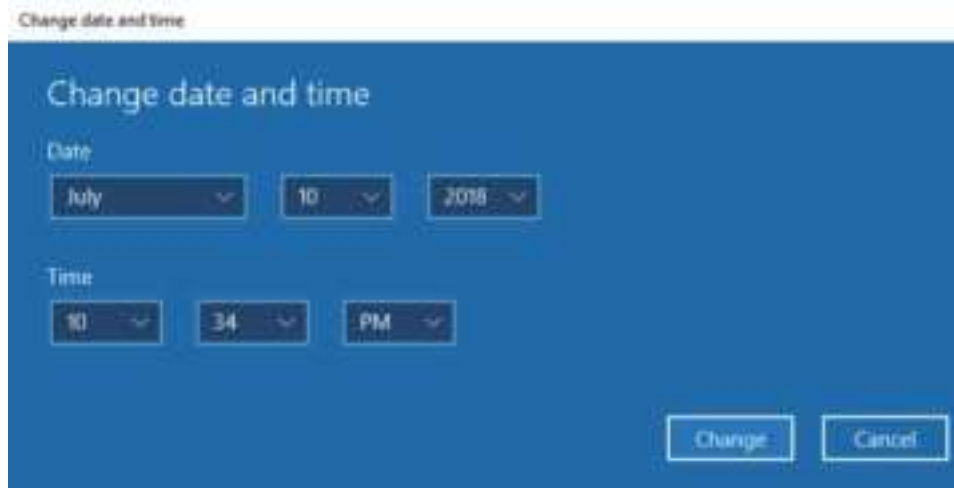 Change date and time
Change date and time
Date
July 10 2018
Time
10 34 PM
Change Cancel